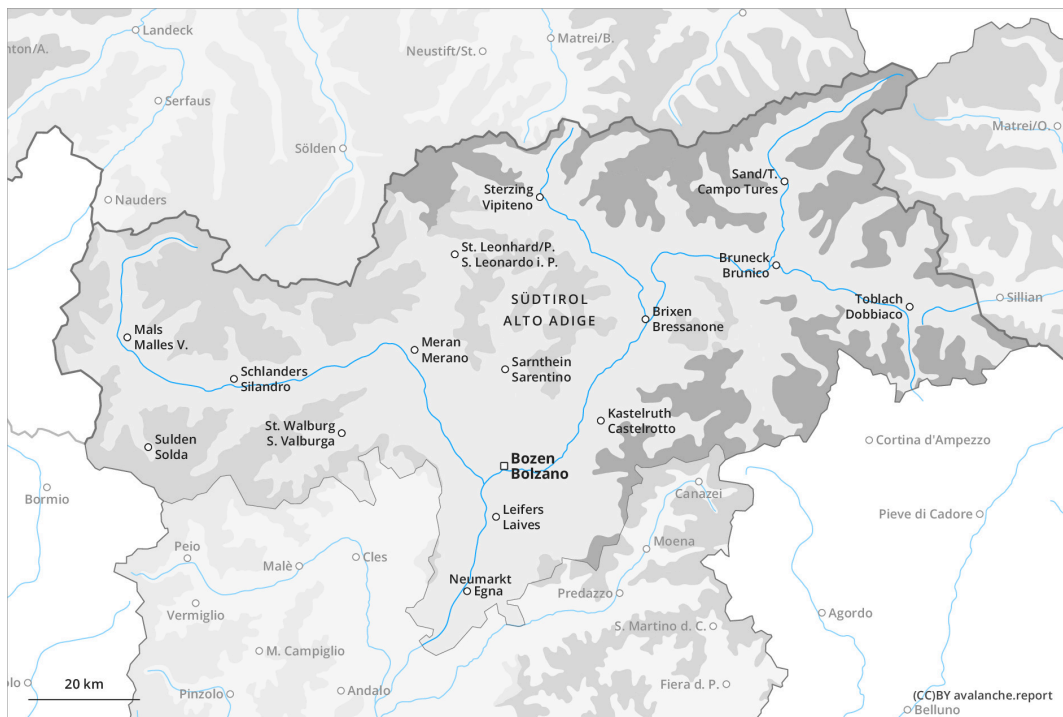 Landeck
nton/A.
Neustift/St.
Matrei/B.
Serfaus
Matrei/O.
Sölden
Sand/T.
Campo Tures
Sterzing
Vipiteno
Nauders
St. Leonhard/P.
S. Leonardo i. P.
Bruneck
Brunico
SÜDTIROL
ALTO ADIGE
Toblach
Dobbiaco
Sillian
Brixen
Bressanone
Mals
Malles V.
Meran
Merano
Sarnthein
Sarentino
Schlanders
Silandro
Kastelruth
Castelrotto
St. Walburg
S. Valburga
Sulden
Solda
Cortina d'Ampezzo
Bozen
Bolzano
Bormio
Canazei
Leifers
Laives
Pieve di Cadore
Moena
Peio
Malè
Cles
Neumarkt
Egna
Predazzo
Vermiglio
Agordo
S. Martino d. C.
M. Campiglio
olo
20 km
Pinzolo
Andalo
Fiera d. P.
(CC)BY avalanche.report
Belluno